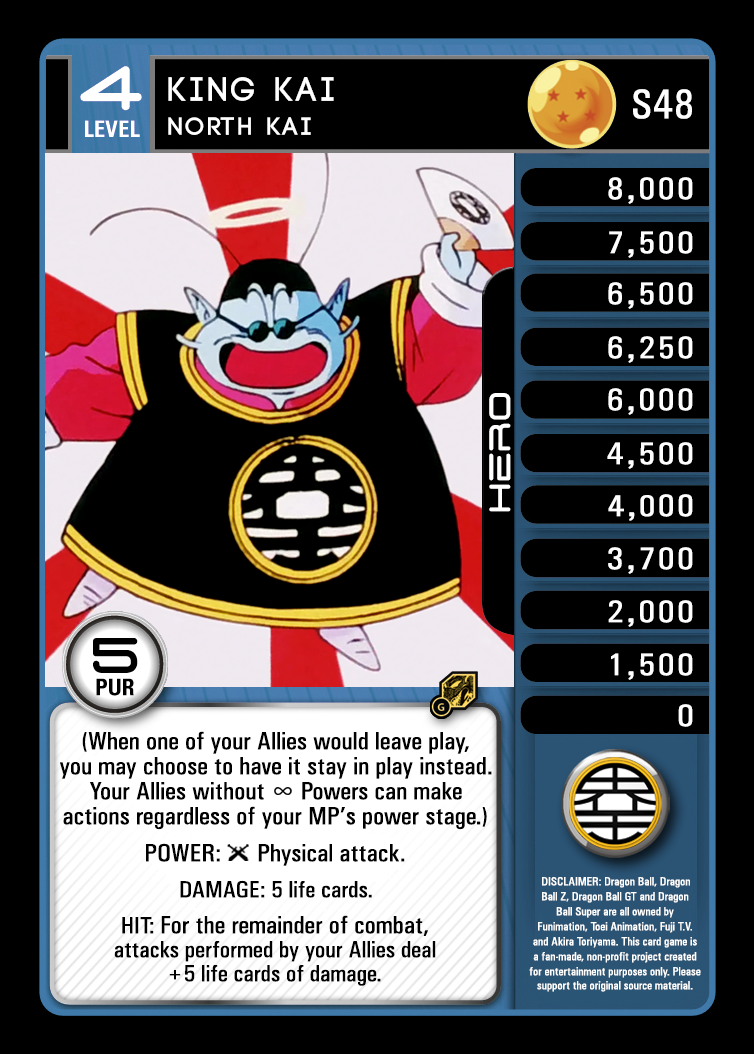 4
LEVEL
KING KAI
NORTH KAI
S48
8,000
7,500
6,500
6,250
6,000
4,500
4,000
3,700
2,000
1,500
0
HERO
5
PUR
G
(When one of your Allies would leave play,
you may choose to have it stay in play instead.
Your Allies without ∞ Powers can make
actions regardless of your MP's power stage.)
POWER: Physical attack.
DAMAGE: 5 life cards.
HIT: For the remainder of combat,
attacks performed by your Allies deal
+5 life cards of damage.
DISCLAIMER: Dragon Ball, Dragon
Ball Z, Dragon Ball GT and Dragon
Ball Super are all owned by
Funimation, Toei Animation, Fuji T.V.
and Akira Toriyama. This card game is
a fan-made, non-profit project created
for entertainment purposes only. Please
support the original source material.